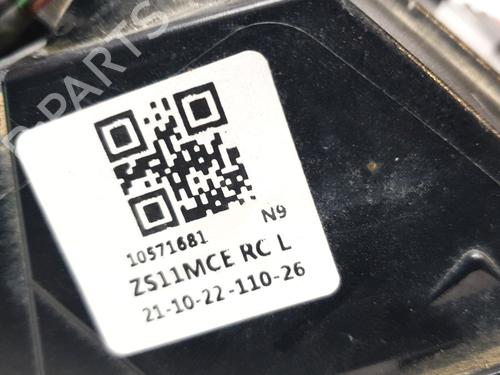 10571681 N9
ZS11MCE RC L
21-10-22-110-26
B PARTS